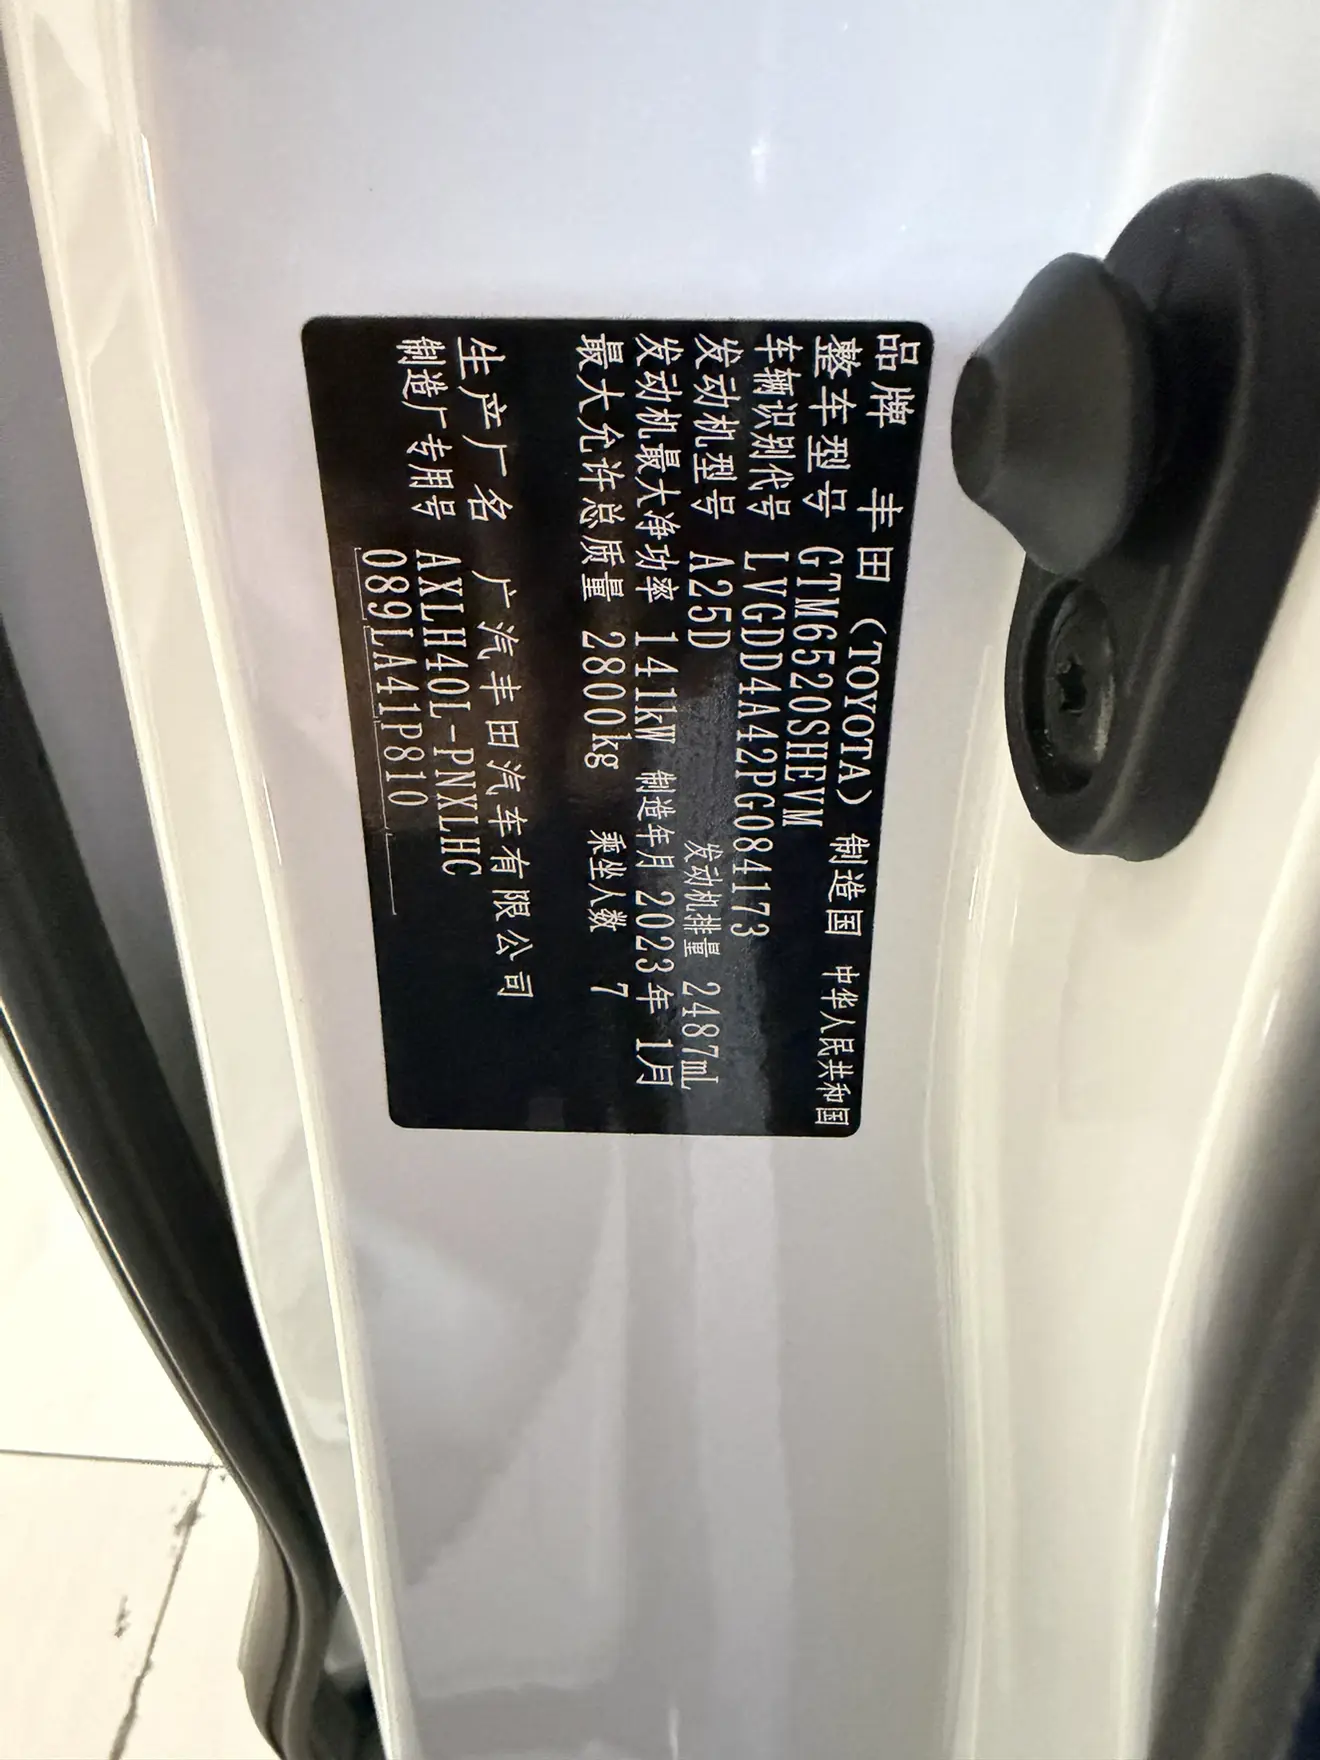 品牌 丰田 (TOYOTA) 制造国 中华人民共和国
整车型号 GTM6520SHEVM
车辆识别代号 LVGDD4A42PG084173
发动机型号 A25D 发动机排量 2487mL
发动机最大净功率 141kW 制造年月 2023年 1月
最大允许总质量 2800kg 乘坐人数 7
生产厂名 广汽丰田汽车有限公司
制造厂专用号 AXLH40L-PNXLHC
089LA41P810